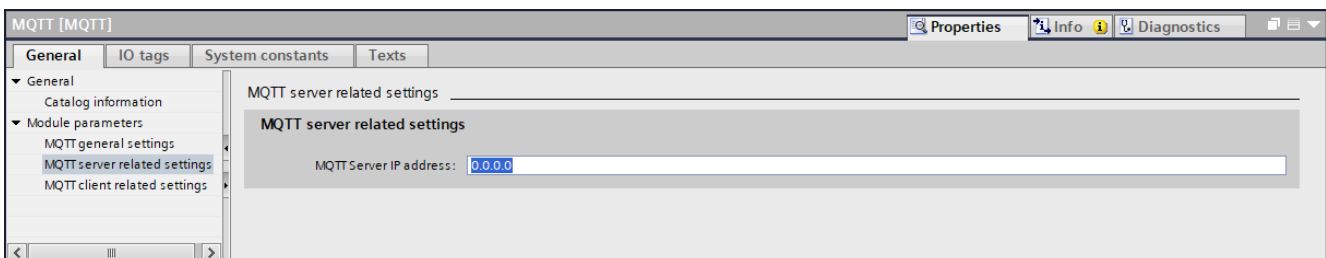 MQTT [MQTT]
Properties
Info
Diagnostics
General
IO tags
System constants
Texts
General
Catalog information
Module parameters
MQTT general settings
MQTT server related settings
MQTT client related settings
MQTT server related settings
MQTT server related settings
MQTT Server IP address:
0.0.0.0